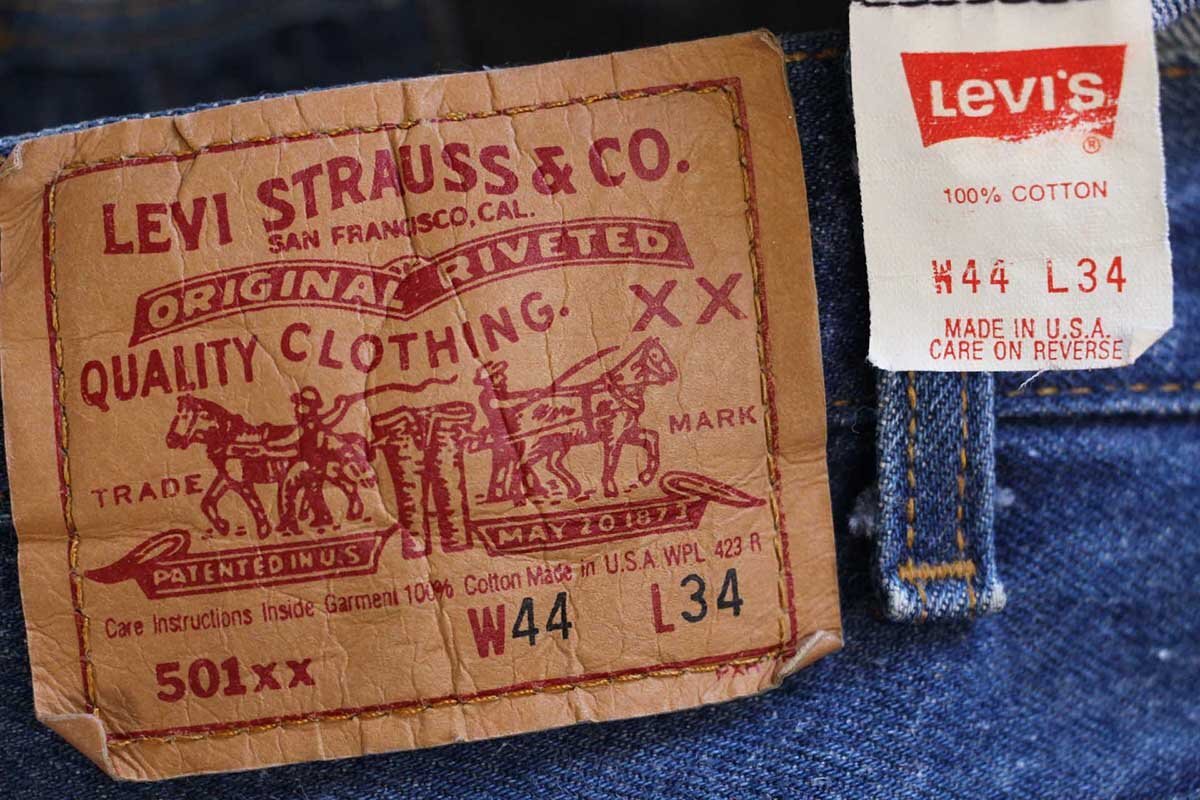 LEVI STRAUSS & CO.
SAN FRANCISCO, CAL.
ORIGINAL RIVETED
QUALITY CLOTHING. XX
TRADE MARK
PATENTED IN U.S MAY 20 1873
Care Instructions Inside Garment 100% Cotton Made in U.S.A WPL 423 R
W44 L34
501xx
LEVI'S
®
100% COTTON
W44 L34
MADE IN U.S.A.
CARE ON REVERSE